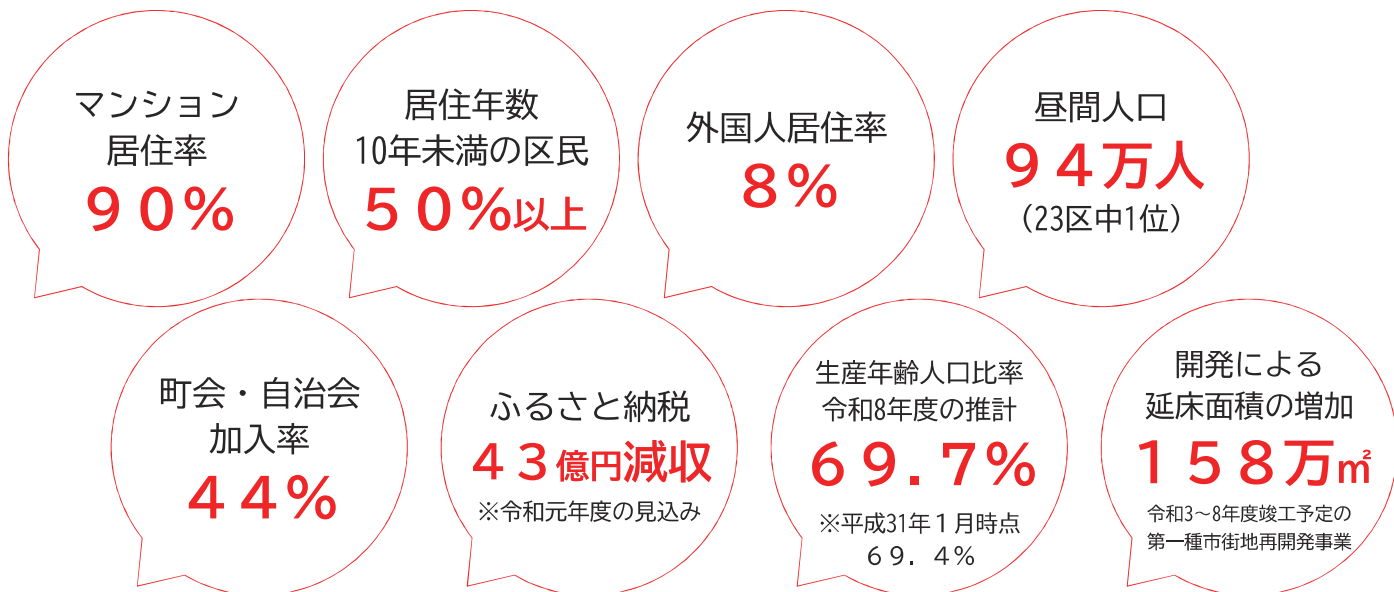 マンション
居住率
９０％
居住年数
10年未満の区民
５０％以上
外国人居住率
８％
昼間人口
９４万人
（23区中1位）
町会・自治会
加入率
４４％
ふるさと納税
４３億円減収
※令和元年度の見込み
生産年齢人口比率
令和8年度の推計
６９．７％
※平成31年１月時点
６９．４％
開発による
延床面積の増加
１５８万㎡
令和3～8年度竣工予定の
第一種市街地再開発事業